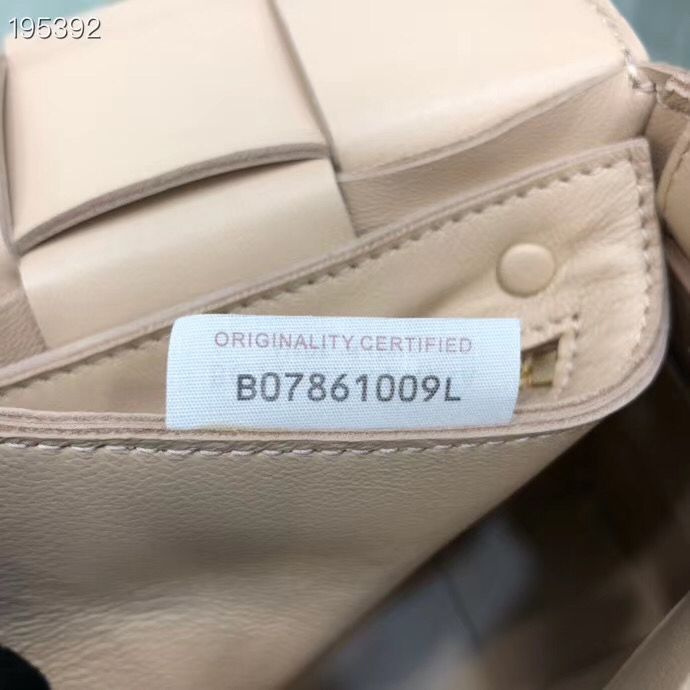 195392
ORIGINALITY CERTIFIED
B07861009L